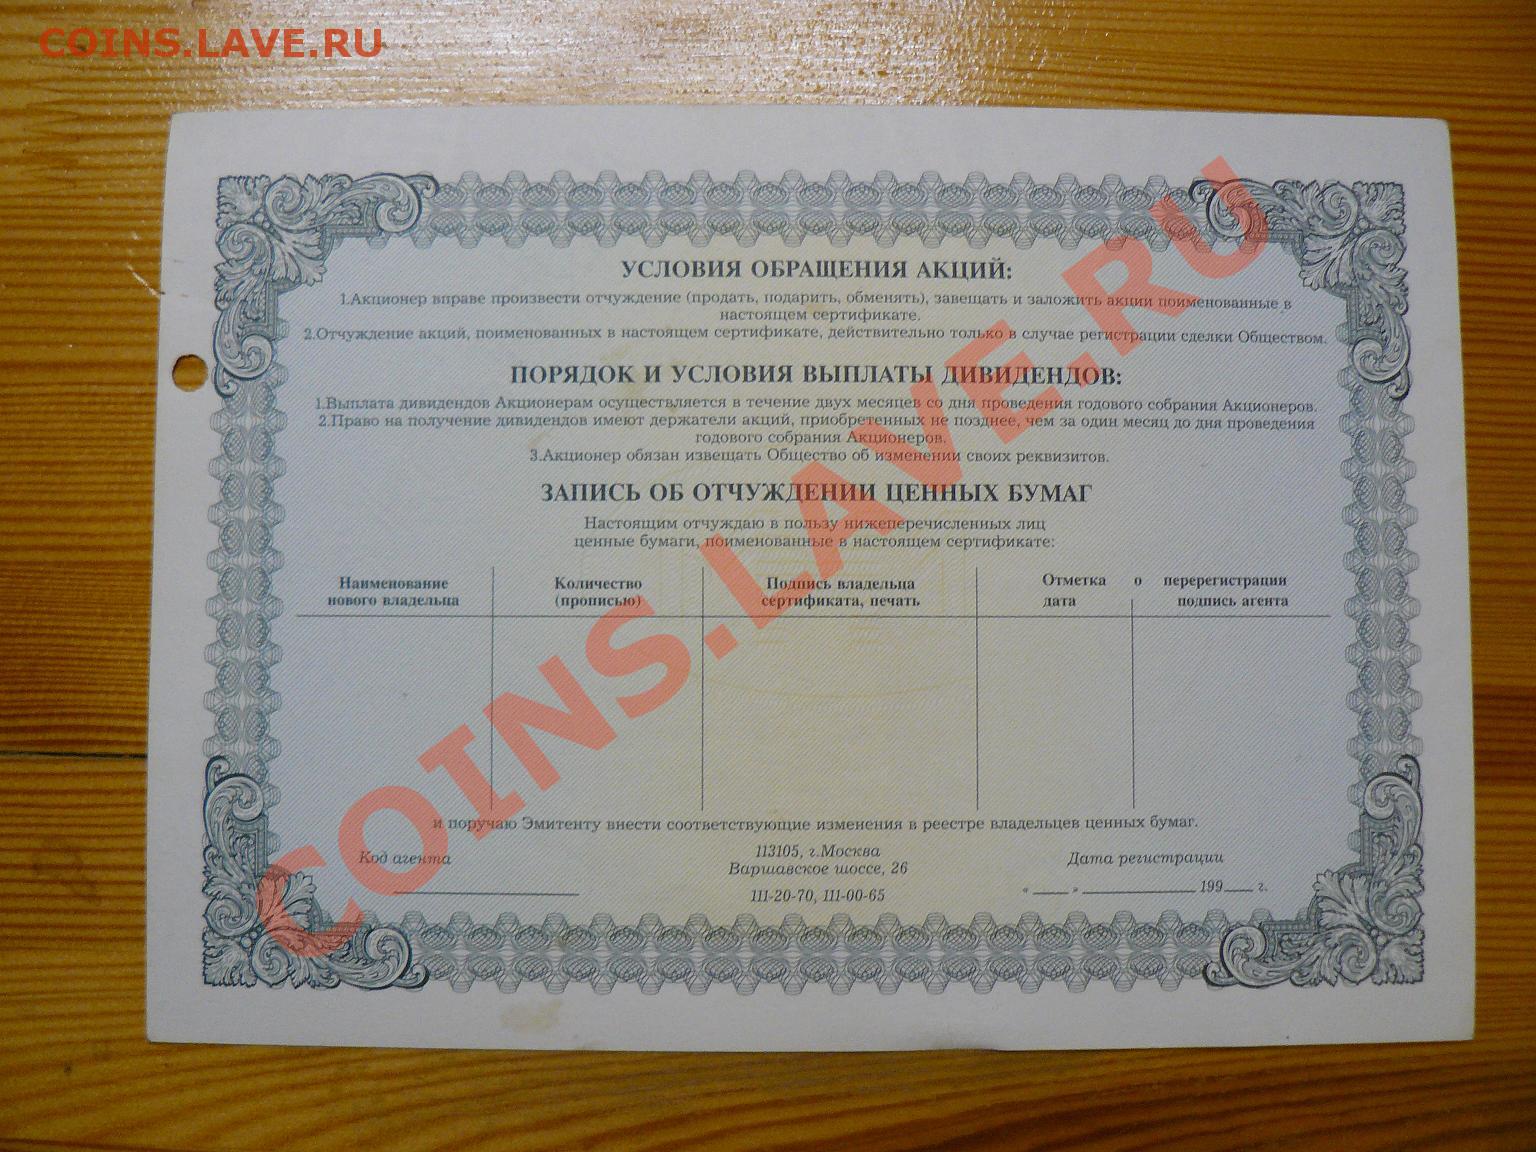 COINS.LAVE.RU
УСЛОВИЯ ОБРАЩЕНИЯ АКЦИЙ:
1.Акционер вправе произвести отчуждение (продать, подарить, обменять), завещать и заложить акции поименованные в
настоящем сертификате.
2.Отчуждение акций, поименованных в настоящем сертификате, действительно только в случае регистрации сделки Обществом.
ПОРЯДОК И УСЛОВИЯ ВЫПЛАТЫ ДИВИДЕНДОВ:
1.Выплата дивидендов Акционерам осуществляется в течение двух месяцев со дня проведения годового собрания Акционеров.
2.Право на получение дивидендов имеют держатели акций, приобретенных не позднее, чем за один месяц до дня проведения
годового собрания Акционеров.
3.Акционер обязан извещать Общество об изменении своих реквизитов.
ЗАПИСЬ ОБ ОТЧУЖДЕНИИ ЦЕННЫХ БУМАГ
Настоящим отчуждаю в пользу нижеперечисленных лиц
ценные бумаги, поименованные в настоящем сертификате:
Наименование Количество Подпись владельца Отметка о перерегистрации
нового владельца (прописью) сертификата, печать дата подпись агента
и поручаю Эмитенту внести соответствующие изменения в реестре владельцев ценных бумаг.
Код агента 113105, г.Москва Дата регистрации
Варшавское шоссе, 26
111-20-70, 111-00-65 « ___ » ___________ 199___ г.
COINS.LAVE.RU